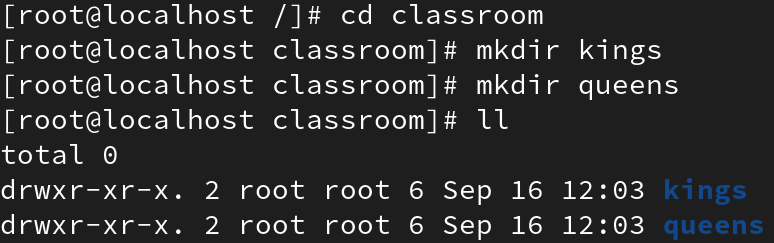 [root@localhost /]# cd classroom
[root@localhost classroom]# mkdir kings
[root@localhost classroom]# mkdir queens
[root@localhost classroom]# ll
total 0
drwxr-xr-x. 2 root root 6 Sep 16 12:03 kings
drwxr-xr-x. 2 root root 6 Sep 16 12:03 queens